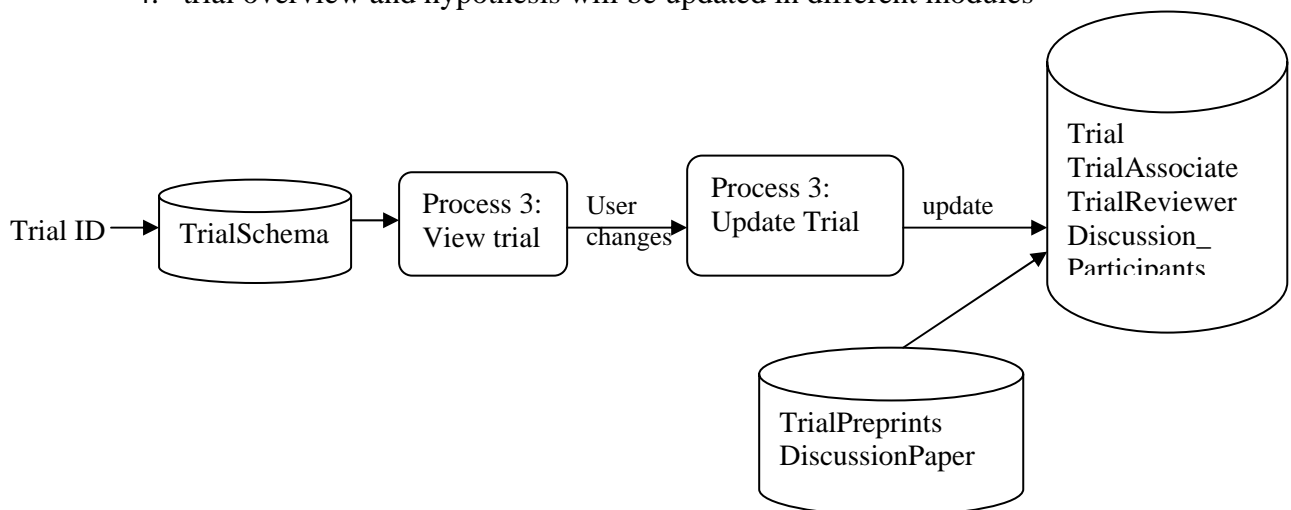 4. trial overview and hypothesis will be updated in different modules
Trial ID
TrialSchema
Process 3:
View trial
User
changes
Process 3:
Update Trial
update
Trial
TrialAssociate
TrialReviewer
Discussion_
Participants
TrialPreprints
DiscussionPaper